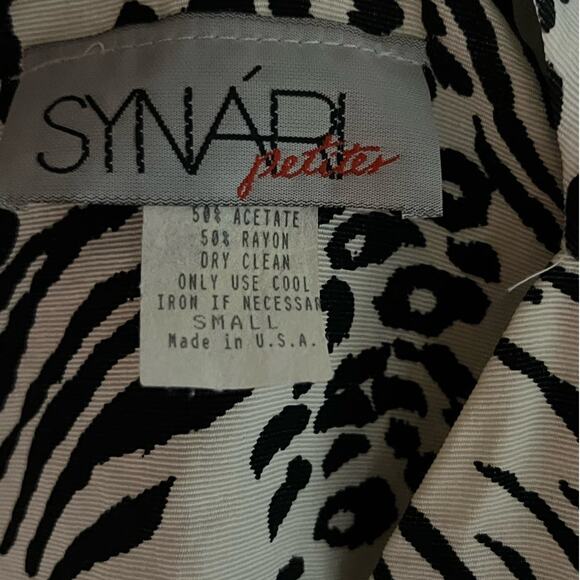 SYNÁPI
petites
50% ACETATE
50% RAYON
DRY CLEAN
ONLY USE COOL
IRON IF NECESSAR
SMALL
Made in U.S.A.